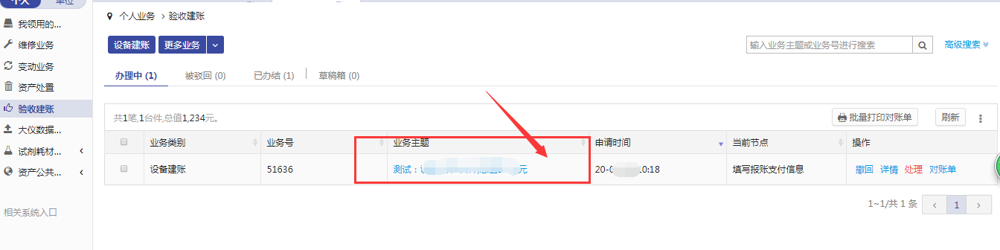 个人 单位
我领用的...
维修业务
变动业务
资产处置
验收建账
大仪数据...
试剂耗材...
资产公共...
相关系统入口
个人业务 > 验收建账
设备建账 更多业务
输入业务主题或业务号进行搜索 高级搜索
办理中 (1) 被驳回 (0) 已办结 (1) 草稿箱 (0)
共1笔,1台件,总值1,234元。 批量打印对账单 刷新
业务类别 业务号 业务主题 申请时间 当前节点 操作
设备建账 51636 测试： 元 20-0 0:18 填写报账支付信息 撤回 详情 处理 对账单
1~1/共 1 条 ‹ 1 ›